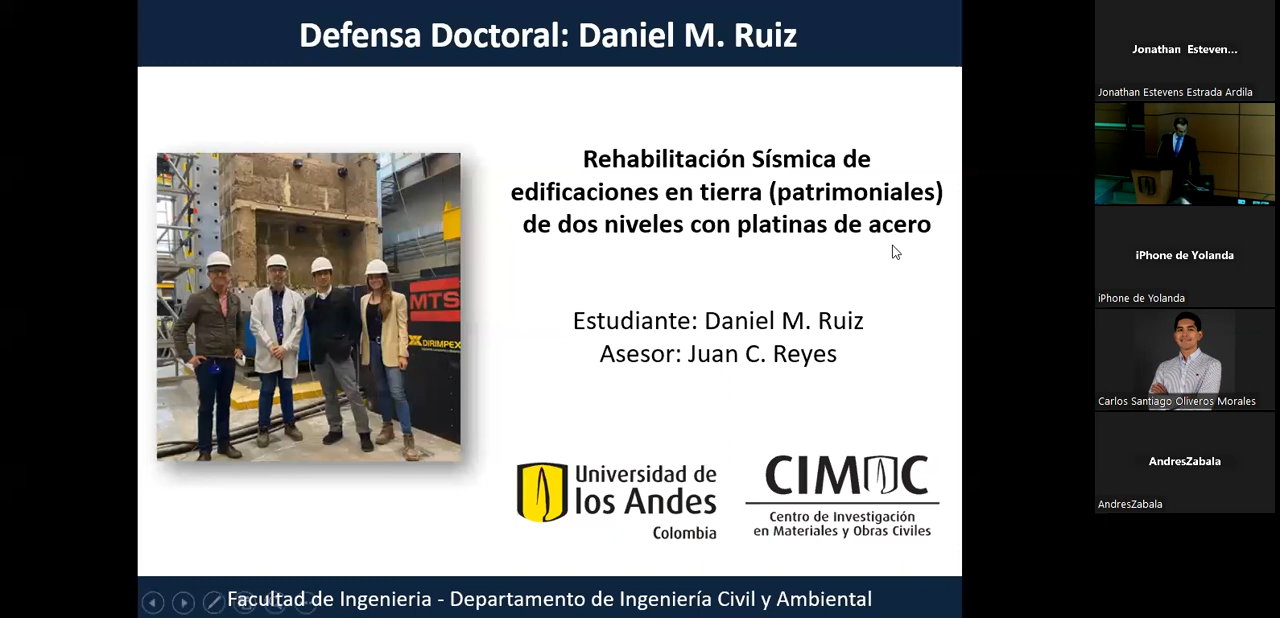 Defensa Doctoral: Daniel M. Ruiz
Rehabilitación Sísmica de
edificaciones en tierra (patrimoniales)
de dos niveles con platinas de acero
Estudiante: Daniel M. Ruiz
Asesor: Juan C. Reyes
MTS
DIRIMPEX
Universidad de
los Andes
Colombia
CIMOC
Centro de Investigación
en Materiales y Obras Civiles
Facultad de Ingenieria - Departamento de Ingeniería Civil y Ambiental
Jonathan Esteven...
Jonathan Estevens Estrada Ardila
iPhone de Yolanda
iPhone de Yolanda
Carlos Santiago Oliveros Morales
AndresZabala
AndresZabala